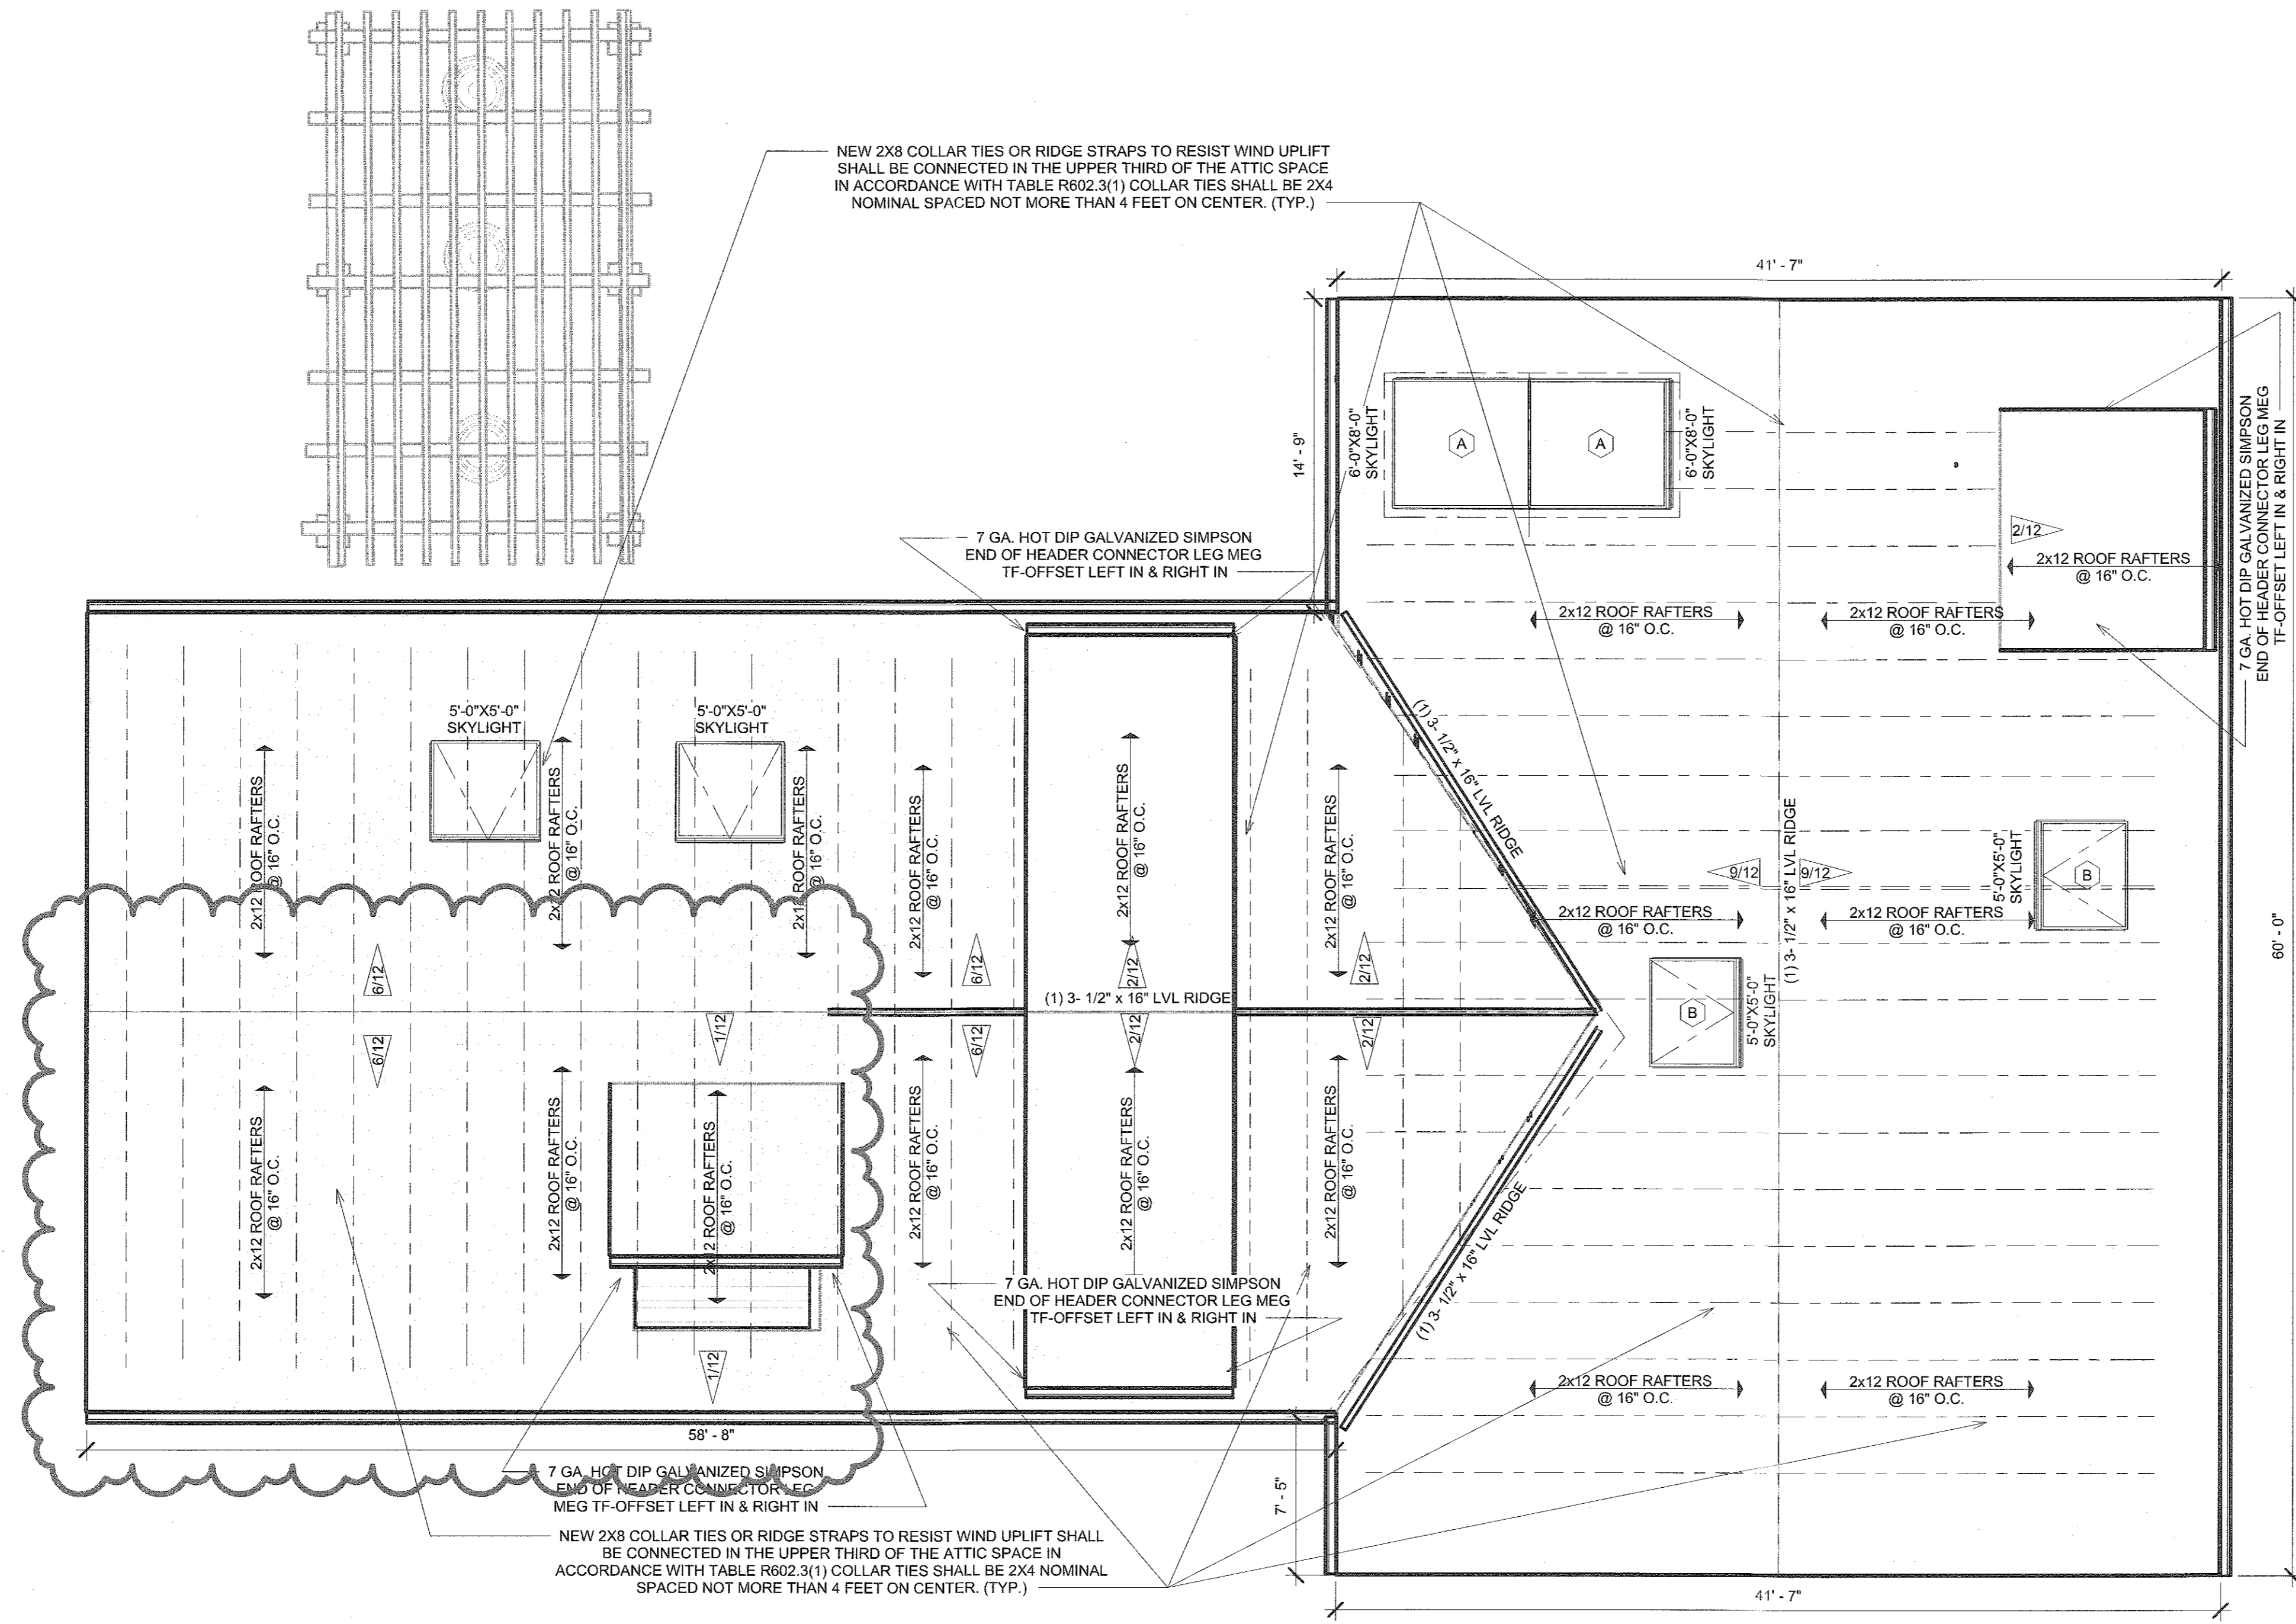 NEW 2X8 COLLAR TIES OR RIDGE STRAPS TO RESIST WIND UPLIFT
SHALL BE CONNECTED IN THE UPPER THIRD OF THE ATTIC SPACE
IN ACCORDANCE WITH TABLE R602.3(1) COLLAR TIES SHALL BE 2X4
NOMINAL SPACED NOT MORE THAN 4 FEET ON CENTER. (TYP.)
41' - 7"
14' - 9"
6'-0"X8'-0"
SKYLIGHT
A
A
6'-0"X8'-0"
SKYLIGHT
7 GA. HOT DIP GALVANIZED SIMPSON
END OF HEADER CONNECTOR LEG MEG
TF-OFFSET LEFT IN & RIGHT IN
2/12
2x12 ROOF RAFTERS
@ 16" O.C.
7 GA. HOT DIP GALVANIZED SIMPSON
END OF HEADER CONNECTOR LEG MEG
TF-OFFSET LEFT IN & RIGHT IN
2x12 ROOF RAFTERS
@ 16" O.C.
2x12 ROOF RAFTERS
@ 16" O.C.
5'-0"X5'-0"
SKYLIGHT
5'-0"X5'-0"
SKYLIGHT
2x12 ROOF RAFTERS
@ 16" O.C.
2x12 ROOF RAFTERS
@ 16" O.C.
2x12 ROOF RAFTERS
@ 16" O.C.
2x12 ROOF RAFTERS
@ 16" O.C.
2x12 ROOF RAFTERS
@ 16" O.C.
2x12 ROOF RAFTERS
@ 16" O.C.
(1) 3- 1/2" x 16" LVL RIDGE
(1) 3- 1/2" x 16" LVL RIDGE
9/12
9/12
5'-0"X5'-0"
SKYLIGHT
B
2x12 ROOF RAFTERS
@ 16" O.C.
2x12 ROOF RAFTERS
@ 16" O.C.
60' - 0"
6/12
6/12
2/12
2/12
(1) 3- 1/2" x 16" LVL RIDGE
B
5'-0"X5'-0"
SKYLIGHT
6/12
1/12
6/12
2/12
2/12
2x12 ROOF RAFTERS
@ 16" O.C.
2x12 ROOF RAFTERS
@ 16" O.C.
2x12 ROOF RAFTERS
@ 16" O.C.
2x12 ROOF RAFTERS
@ 16" O.C.
2x12 ROOF RAFTERS
@ 16" O.C.
2x12 ROOF RAFTERS
@ 16" O.C.
(1) 3- 1/2" x 16" LVL RIDGE
7 GA. HOT DIP GALVANIZED SIMPSON
END OF HEADER CONNECTOR LEG MEG
TF-OFFSET LEFT IN & RIGHT IN
1/12
2x12 ROOF RAFTERS
@ 16" O.C.
2x12 ROOF RAFTERS
@ 16" O.C.
58' - 8"
7 GA. HOT DIP GALVANIZED SIMPSON
END OF HEADER CONNECTOR LEG
MEG TF-OFFSET LEFT IN & RIGHT IN
7' - 5"
NEW 2X8 COLLAR TIES OR RIDGE STRAPS TO RESIST WIND UPLIFT SHALL
BE CONNECTED IN THE UPPER THIRD OF THE ATTIC SPACE IN
ACCORDANCE WITH TABLE R602.3(1) COLLAR TIES SHALL BE 2X4 NOMINAL
SPACED NOT MORE THAN 4 FEET ON CENTER. (TYP.)
41' - 7"